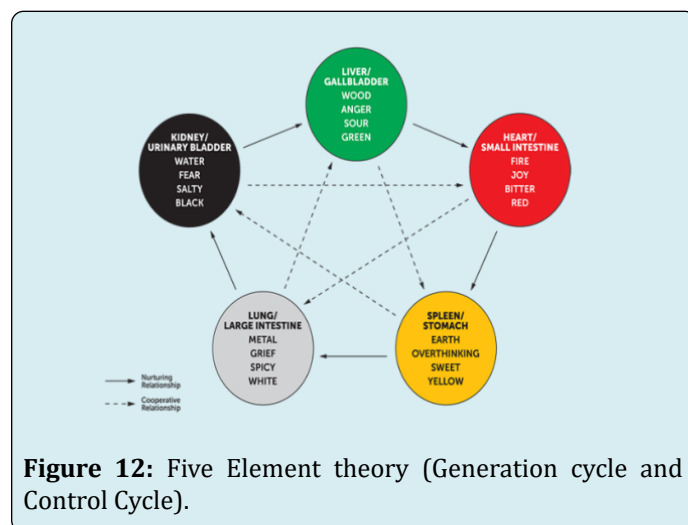 LIVER/
GALLBLADDER
WOOD
ANGER
SOUR
GREEN
KIDNEY/
URINARY BLADDER
WATER
FEAR
SALTY
BLACK
HEART/
SMALL INTESTINE
FIRE
JOY
BITTER
RED
LUNG/
LARGE INTESTINE
METAL
GRIEF
SPICY
WHITE
SPLEEN/
STOMACH
EARTH
OVERTHINKING
SWEET
YELLOW
Nurturing
Relationship
Cooperative
Relationship
Figure 12: Five Element theory (Generation cycle and
Control Cycle).